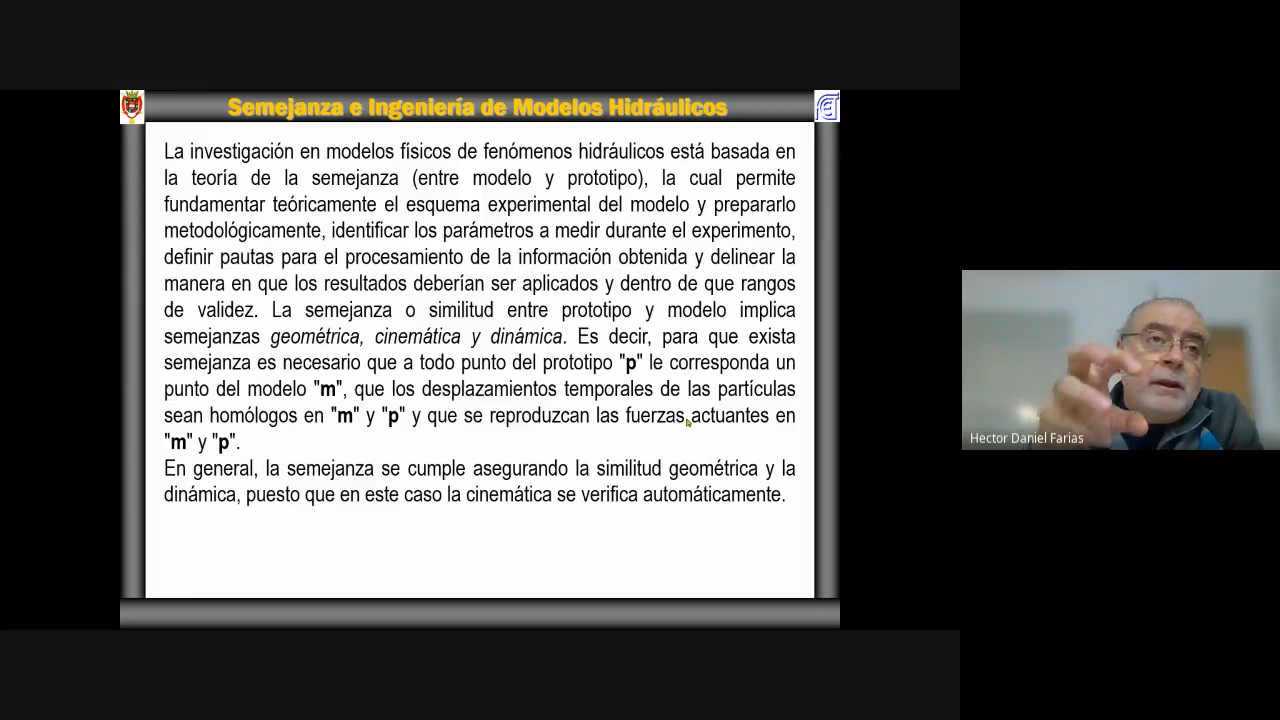 Semejanza e Ingeniería de Modelos Hidráulicos
La investigación en modelos físicos de fenómenos hidráulicos está basada en
la teoría de la semejanza (entre modelo y prototipo), la cual permite
fundamentar teóricamente el esquema experimental del modelo y prepararlo
metodológicamente, identificar los parámetros a medir durante el experimento,
definir pautas para el procesamiento de la información obtenida y delinear la
manera en que los resultados deberían ser aplicados y dentro de que rangos
de validez. La semejanza o similitud entre prototipo y modelo implica
semejanzas geométrica, cinemática y dinámica. Es decir, para que exista
semejanza es necesario que a todo punto del prototipo "p" le corresponda un
punto del modelo "m", que los desplazamientos temporales de las partículas
sean homólogos en "m" y "p" y que se reproduzcan las fuerzas actuantes en
"m" y "p".
En general, la semejanza se cumple asegurando la similitud geométrica y la
dinámica, puesto que en este caso la cinemática se verifica automáticamente.
Hector Daniel Farias